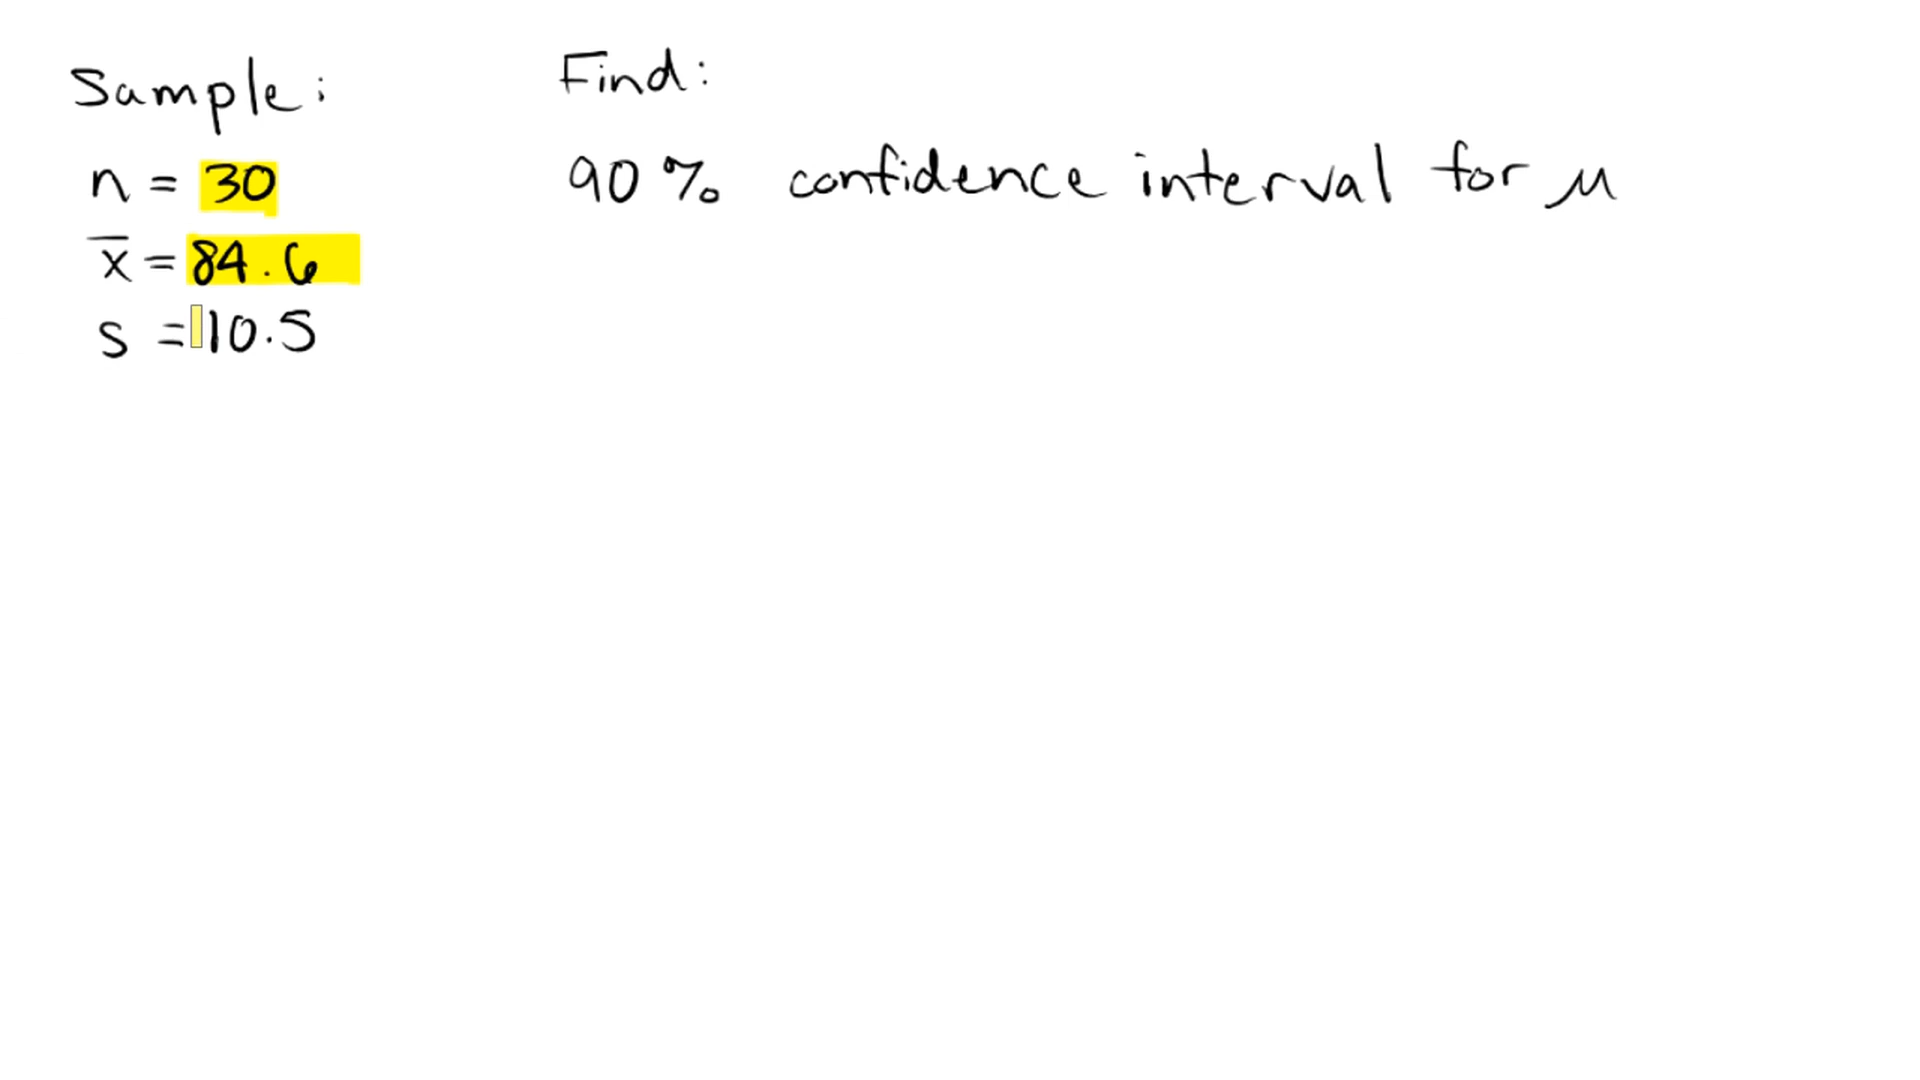 Sample:
n = 30
x̄ = 84.6
s = 10.5
Find:
90% confidence interval for μ